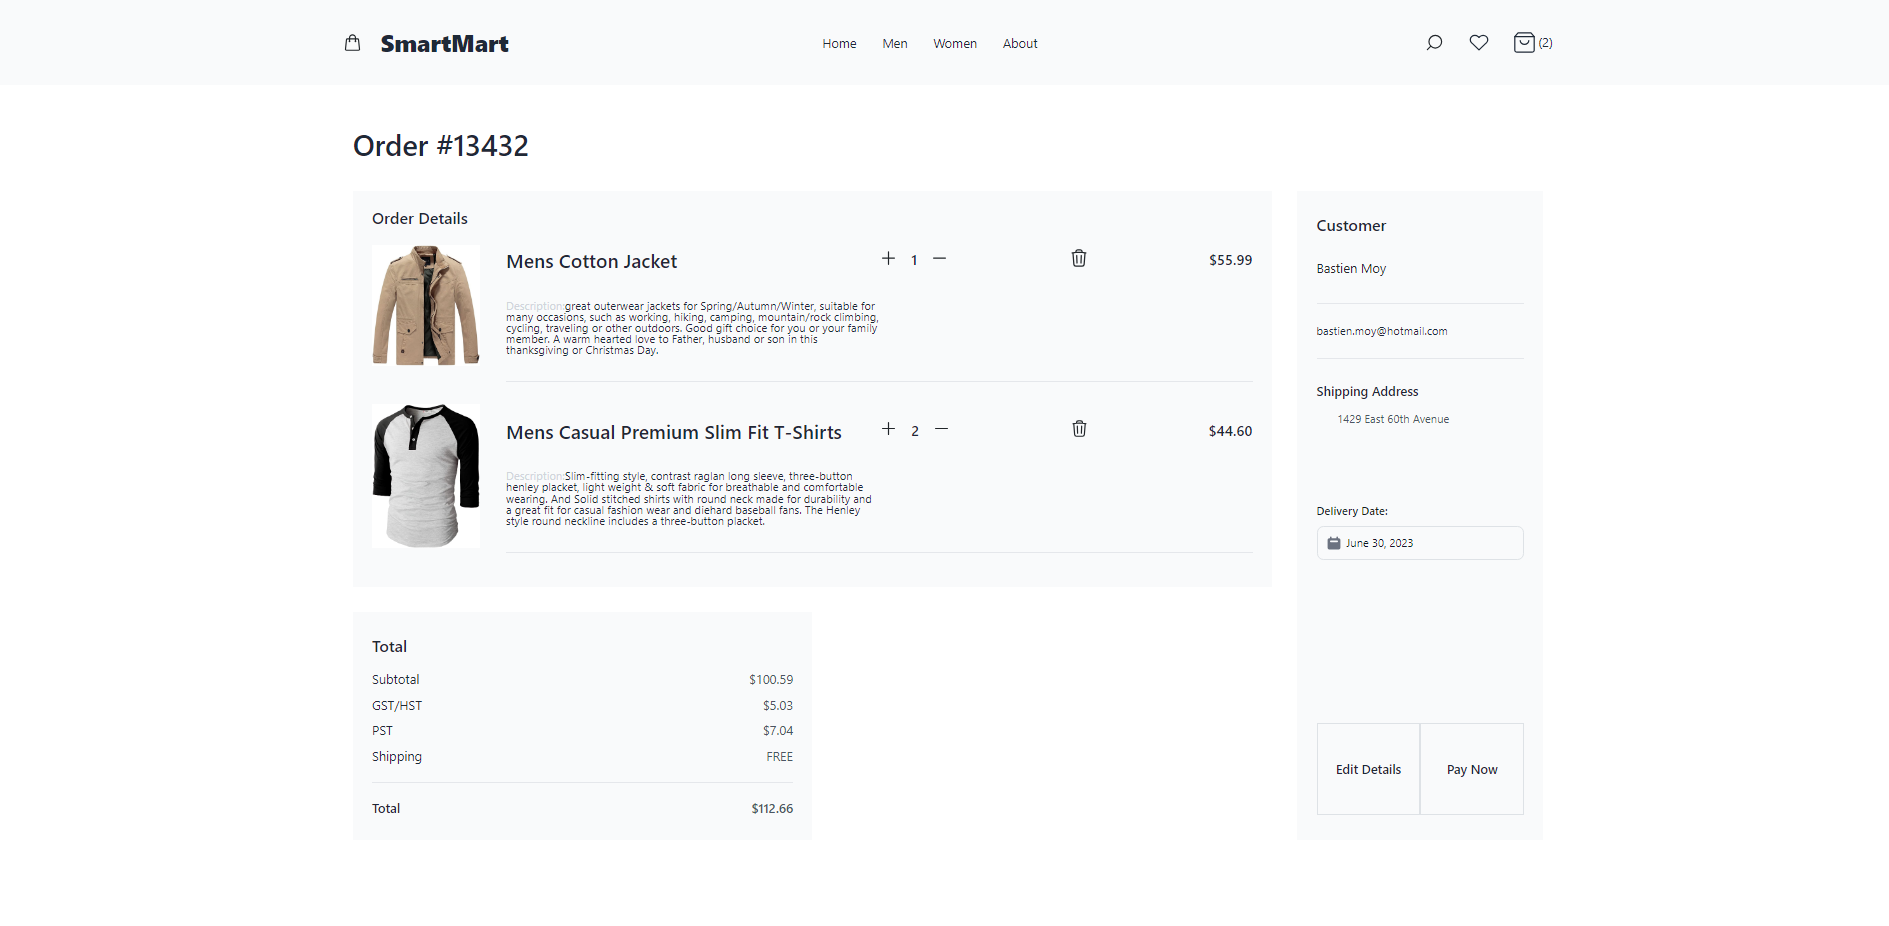 SmartMart
Home Men Women About
(2)
Order #13432
Order Details
Mens Cotton Jacket
1
$55.99
Description:great outerwear jackets for Spring/Autumn/Winter, suitable for
many occasions, such as working, hiking, camping, mountain/rock climbing,
cycling, traveling or other outdoors. Good gift choice for you or your family
member. A warm hearted love to Father, husband or son in this
thanksgiving or Christmas Day.
Mens Casual Premium Slim Fit T-Shirts
2
$44.60
Description:Slim-fitting style, contrast raglan long sleeve, three-button
henley placket, light weight & soft fabric for breathable and comfortable
wearing. And Solid stitched shirts with round neck made for durability and
a great fit for casual fashion wear and diehard baseball fans. The Henley
style round neckline includes a three-button placket.
Total
Subtotal $100.59
GST/HST $5.03
PST $7.04
Shipping FREE
Total $112.66
Customer
Bastien Moy
bastien.moy@hotmail.com
Shipping Address
1429 East 60th Avenue
Delivery Date:
June 30, 2023
Edit Details
Pay Now